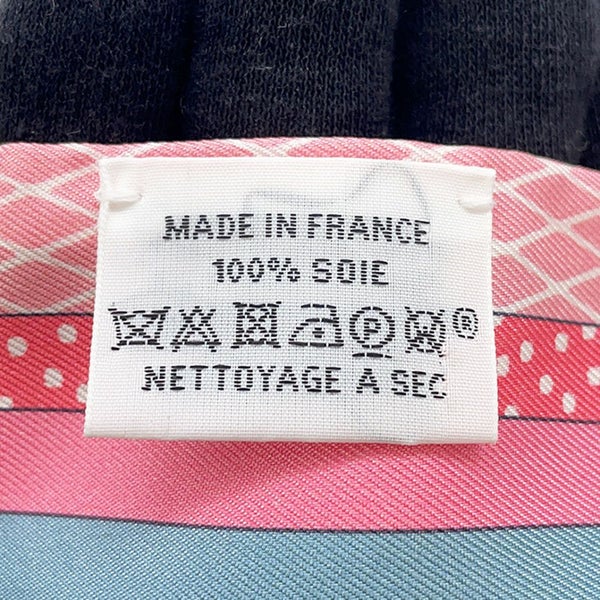 MADE IN FRANCE
100% SOIE
P W ®
NETTOYAGE A SEC